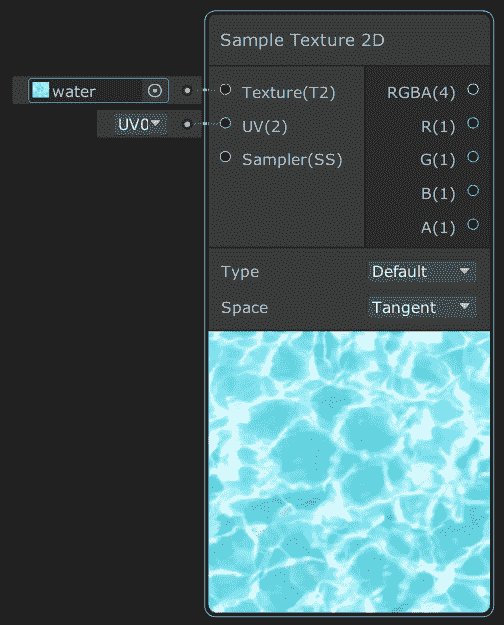 Sample Texture 2D
water
Texture(T2)
RGBA(4)
UV0
UV(2)
R(1)
Sampler(SS)
G(1)
B(1)
A(1)
Type
Default
Space
Tangent